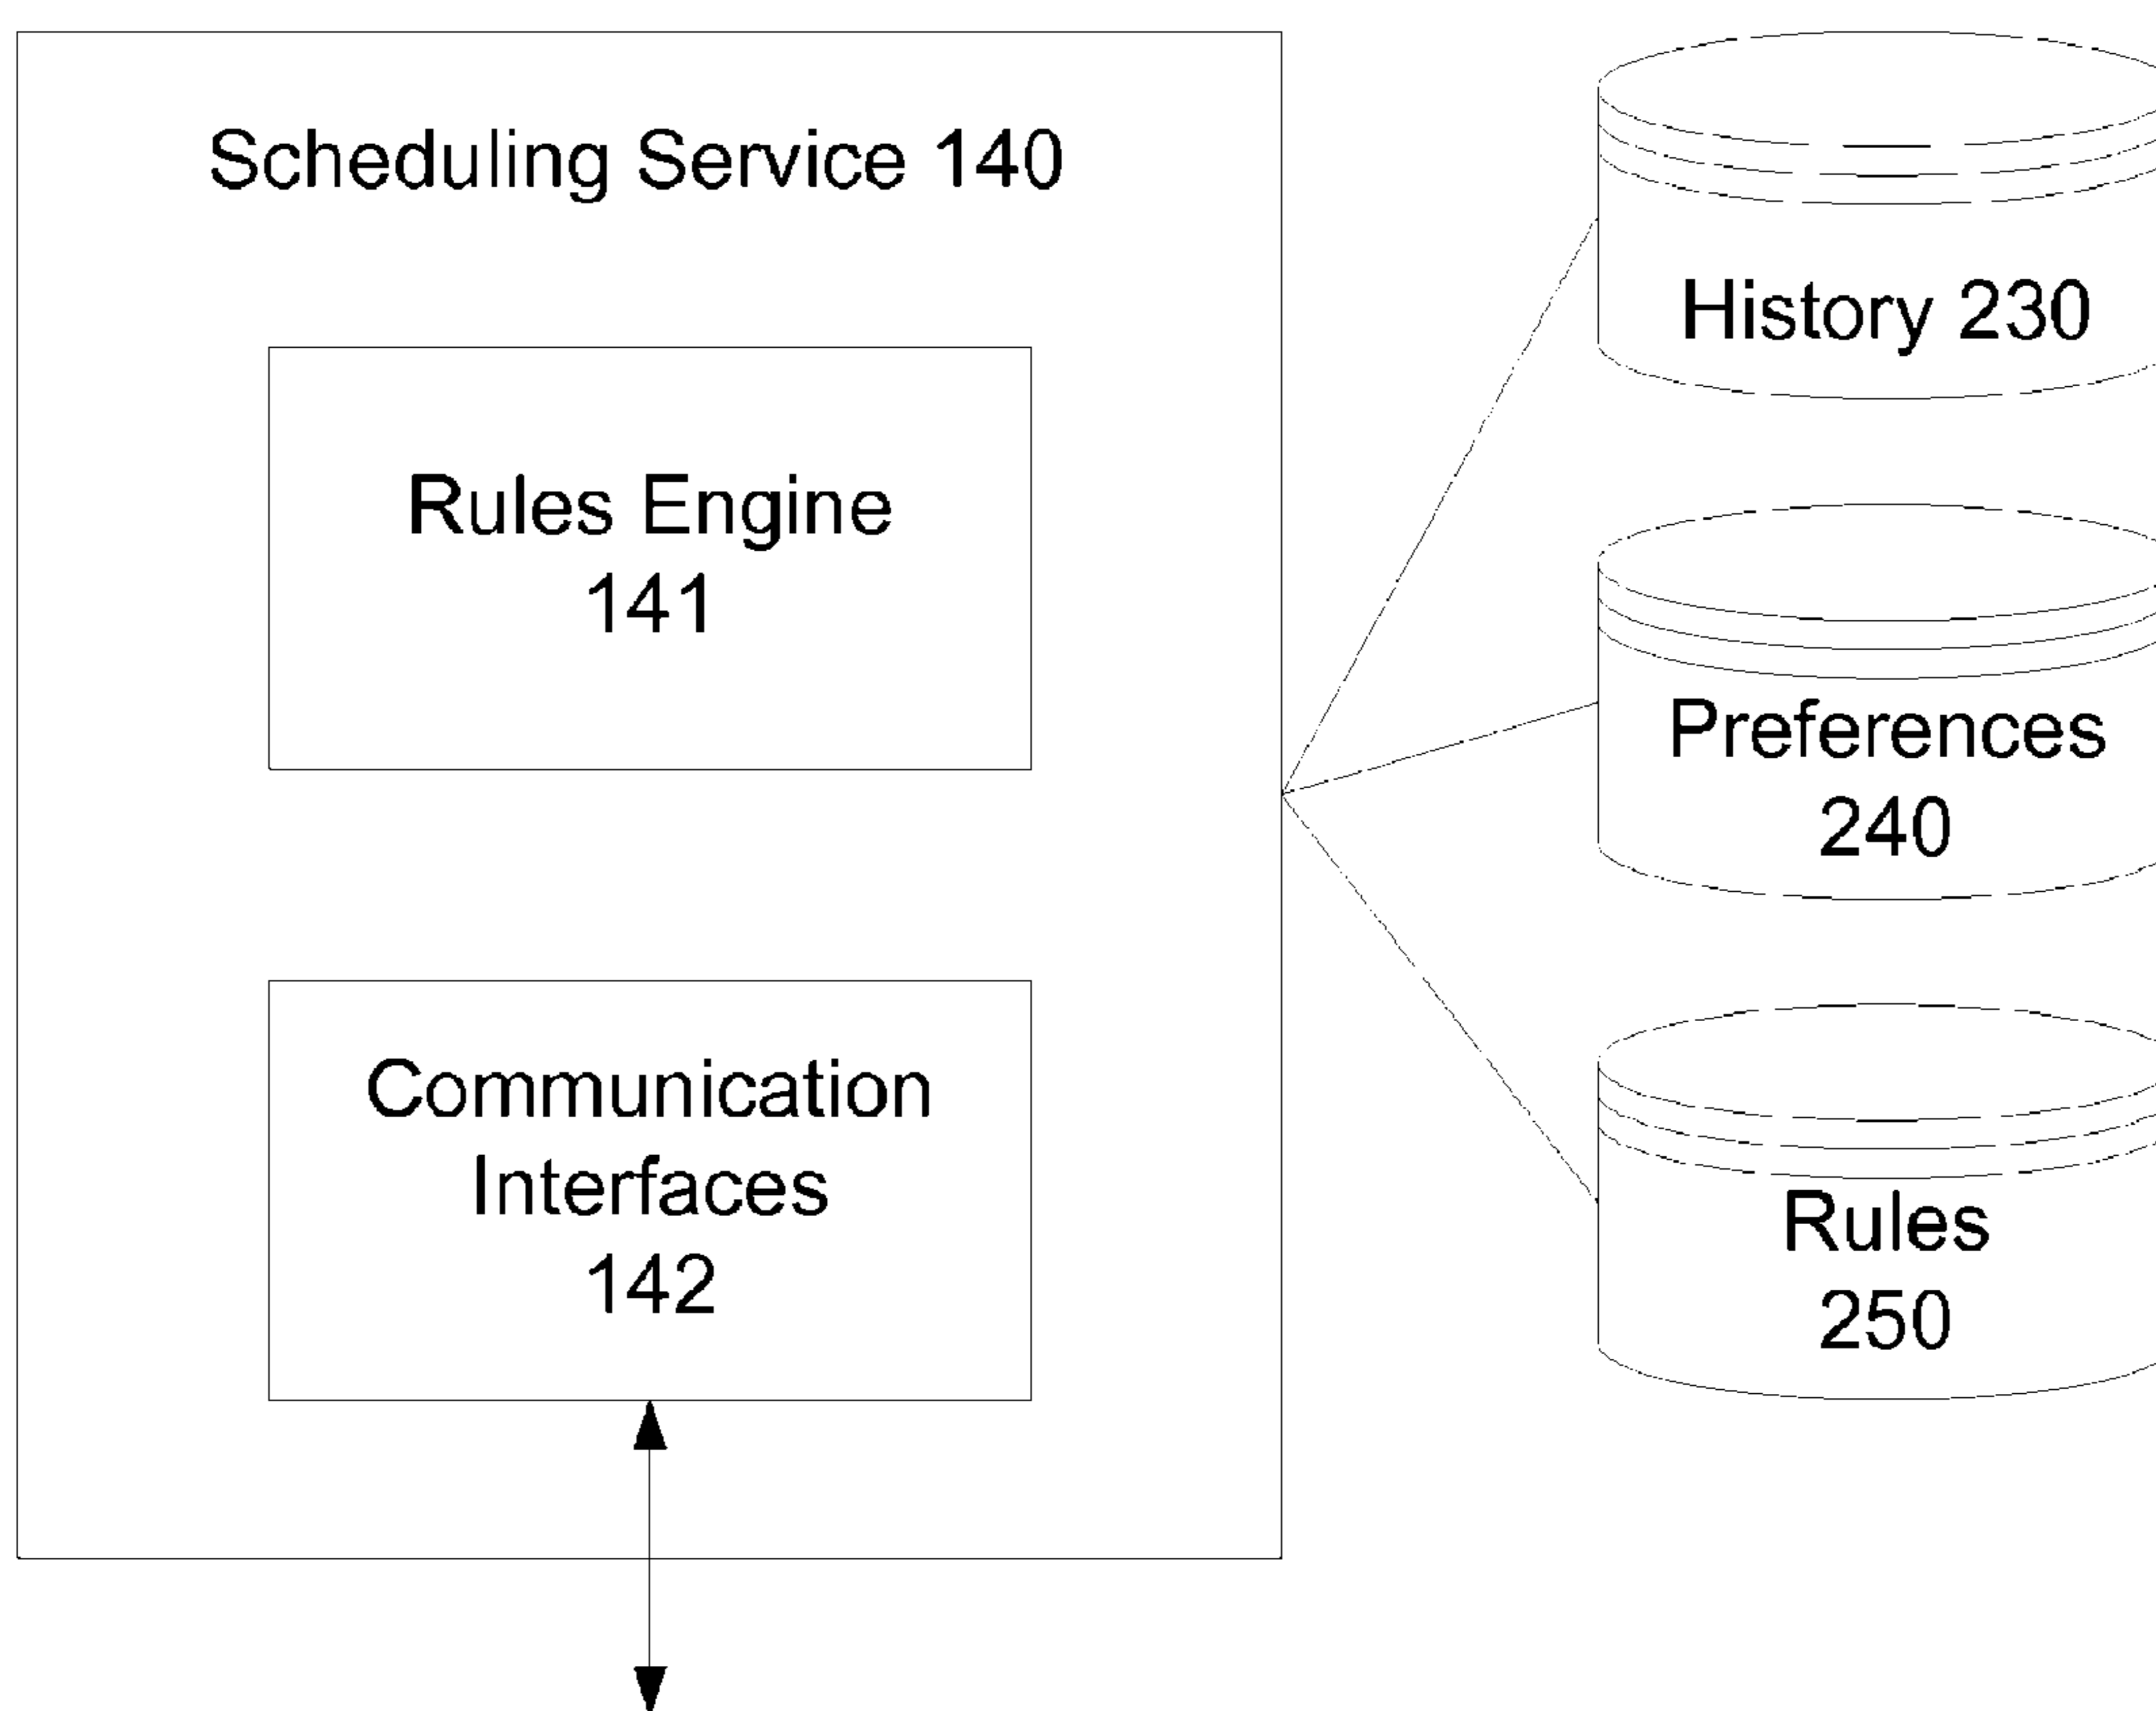 Scheduling Service 140
Rules Engine
141
Communication
Interfaces
142
History 230
Preferences
240
Rules
250